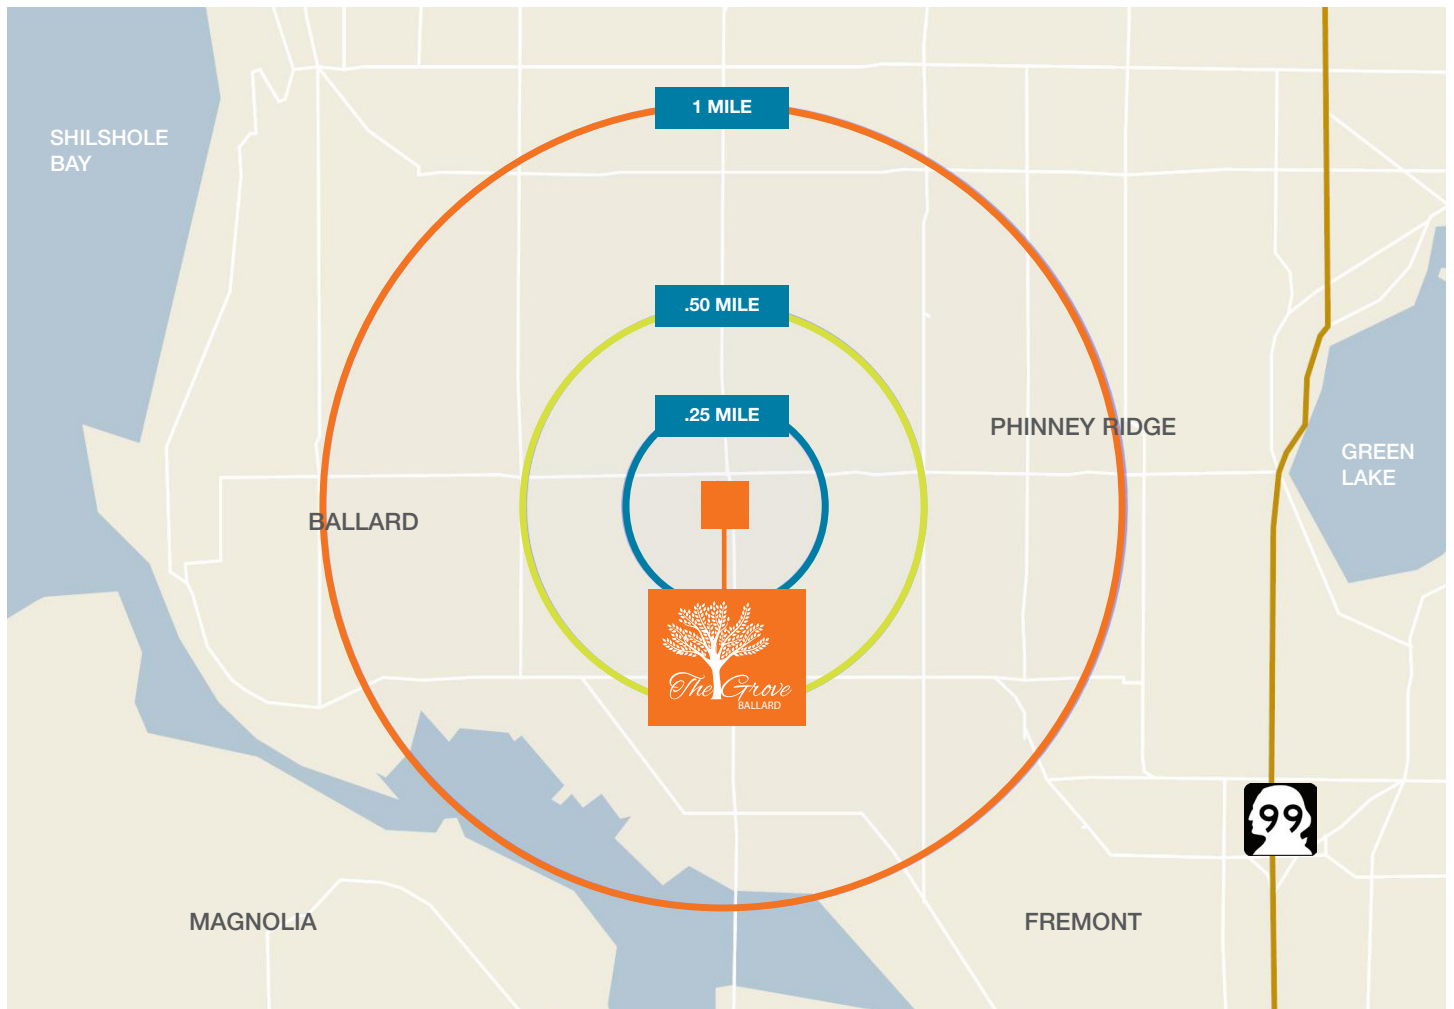 1 MILE
SHILSHOLE
BAY
.50 MILE
.25 MILE
PHINNEY RIDGE
GREEN
LAKE
BALLARD
The Grove
BALLARD
99
MAGNOLIA
FREMONT